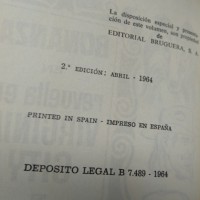 La disposición especial y presenta-
ción de este volumen, son propiedad
de
EDITORIAL BRUGUERA, S. A.
2.ª EDICIÓN: ABRIL - 1964
PRINTED IN SPAIN - IMPRESO EN ESPAÑA
DEPOSITO LEGAL B 7.489 - 1964